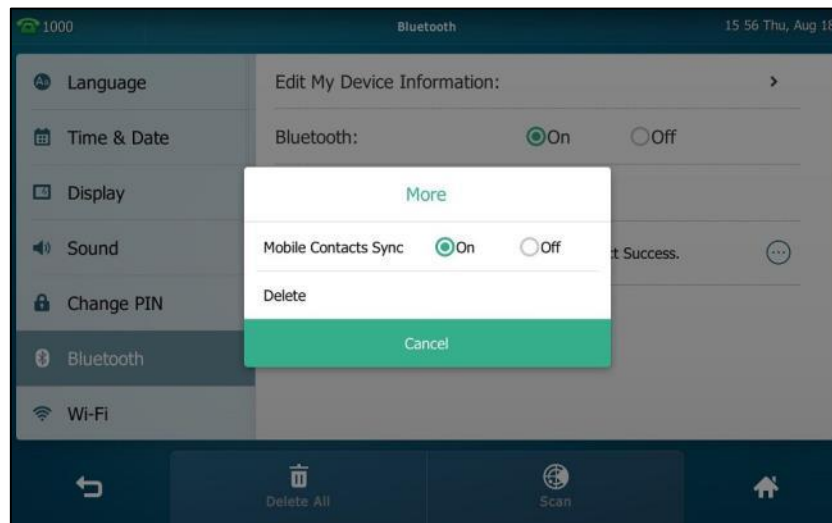 1000
Bluetooth
15 56 Thu, Aug 18
Language
Time & Date
Display
Sound
Change PIN
Bluetooth
Wi-Fi
Edit My Device Information:
Bluetooth: On Off
More
Mobile Contacts Sync On Off
Delete
Cancel
Success.
Delete All
Scan